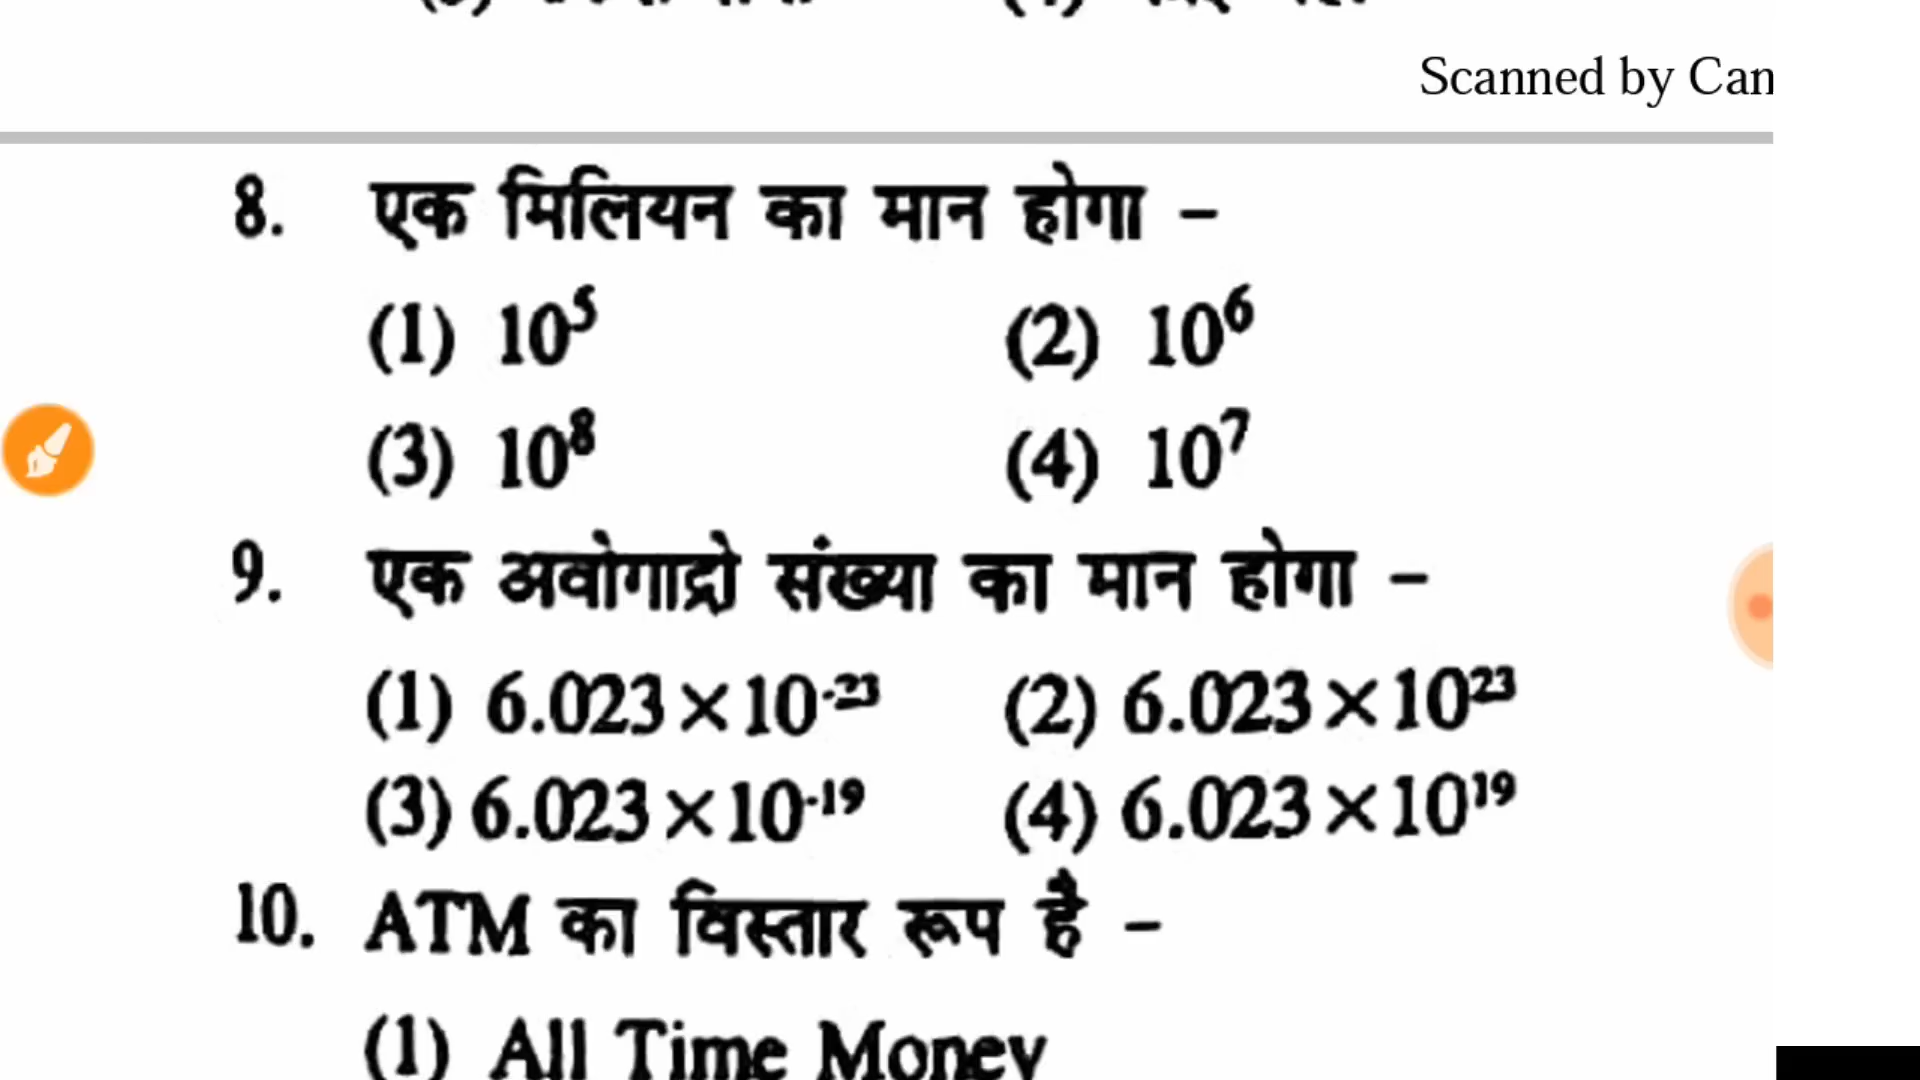 Scanned by Can
8. एक मिलियन का मान होगा –
(1) 10⁵ (2) 10⁶
(3) 10⁸ (4) 10⁷
9. एक अवोगाद्रो संख्या का मान होगा –
(1) 6.023×10⁻²³ (2) 6.023×10²³
(3) 6.023×10⁻¹⁹ (4) 6.023×10¹⁹
10. ATM का विस्तार रूप है –
(1) All Time Money